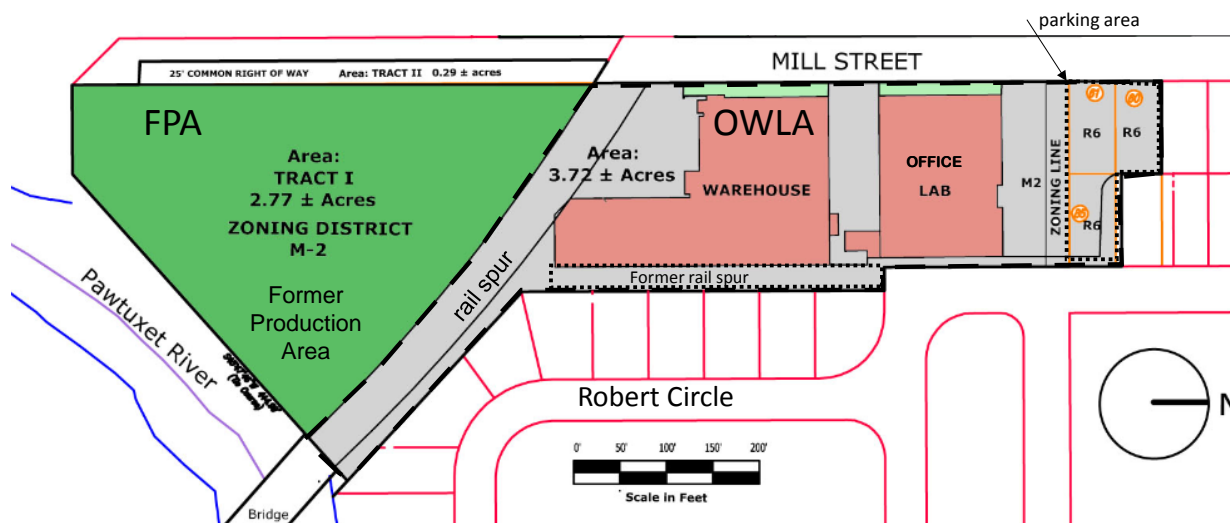 parking area
25' COMMON RIGHT OF WAY Area: TRACT II 0.29 ± acres
MILL STREET
FPA
OWLA
Area:
TRACT I
2.77 ± Acres
ZONING DISTRICT
M-2
Former
Production
Area
Area:
3.72 ± Acres
WAREHOUSE
OFFICE
LAB
M2
ZONING LINE
R6
R6
R6
rail spur
Former rail spur
Pawtuxet River
Robert Circle
0' 50' 100' 150' 200'
Scale in Feet
Bridge
N